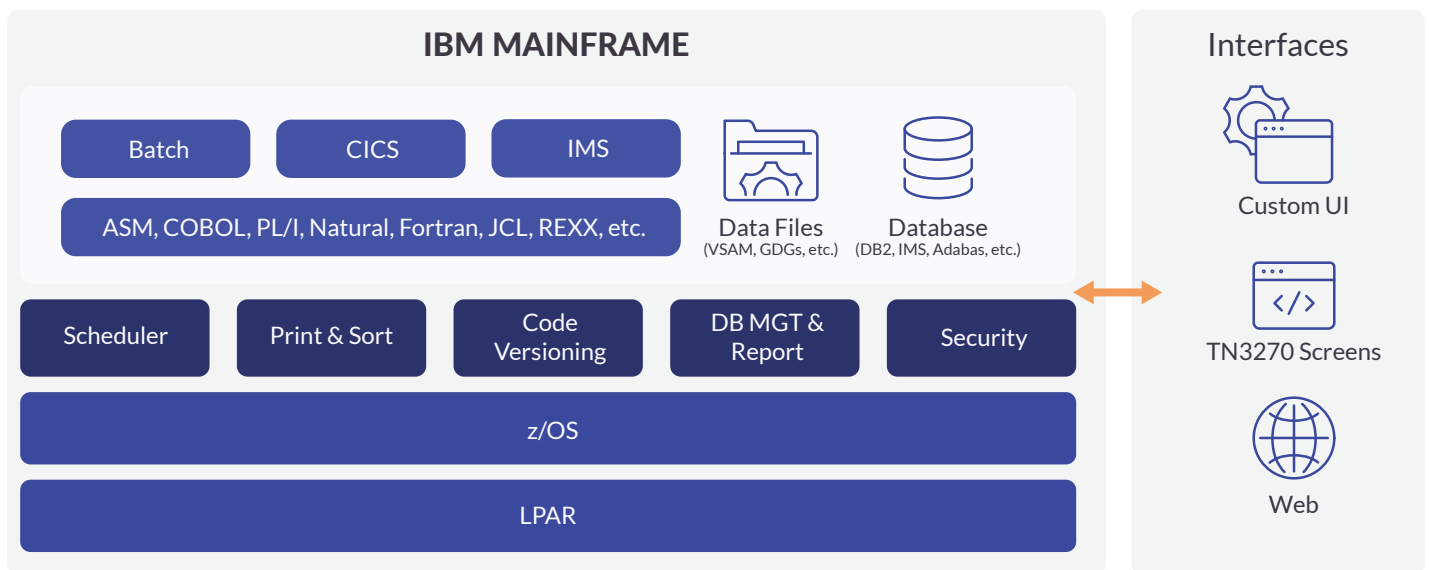 IBM MAINFRAME
Batch
CICS
IMS
ASM, COBOL, PL/I, Natural, Fortran, JCL, REXX, etc.
Data Files
(VSAM, GDGs, etc.)
Database
(DB2, IMS, Adabas, etc.)
Scheduler
Print & Sort
Code
Versioning
DB MGT &
Report
Security
z/OS
LPAR
Interfaces
Custom UI
</>
TN3270 Screens
Web